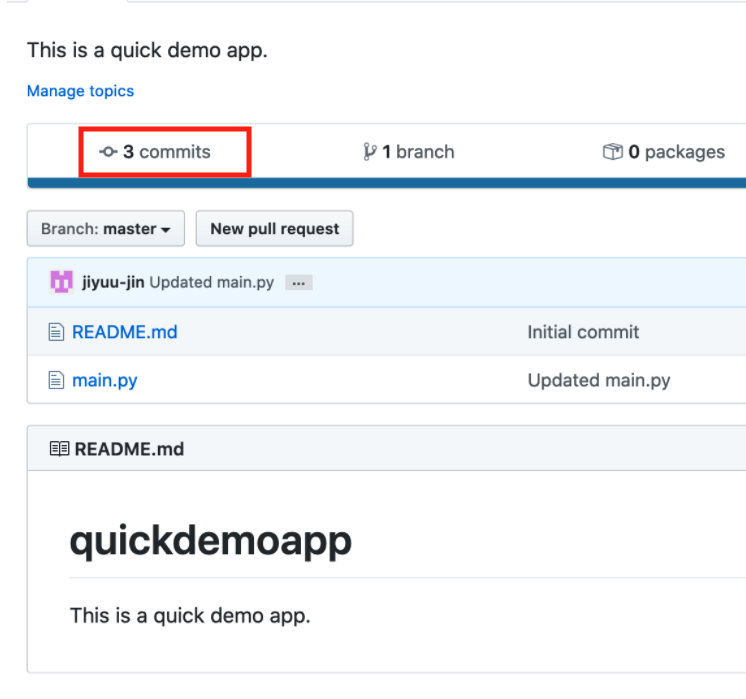 This is a quick demo app.
Manage topics
3 commits 1 branch 0 packages
Branch: master New pull request
jiyuu-jin Updated main.py ...
README.md Initial commit
main.py Updated main.py
README.md
quickdemoapp
This is a quick demo app.